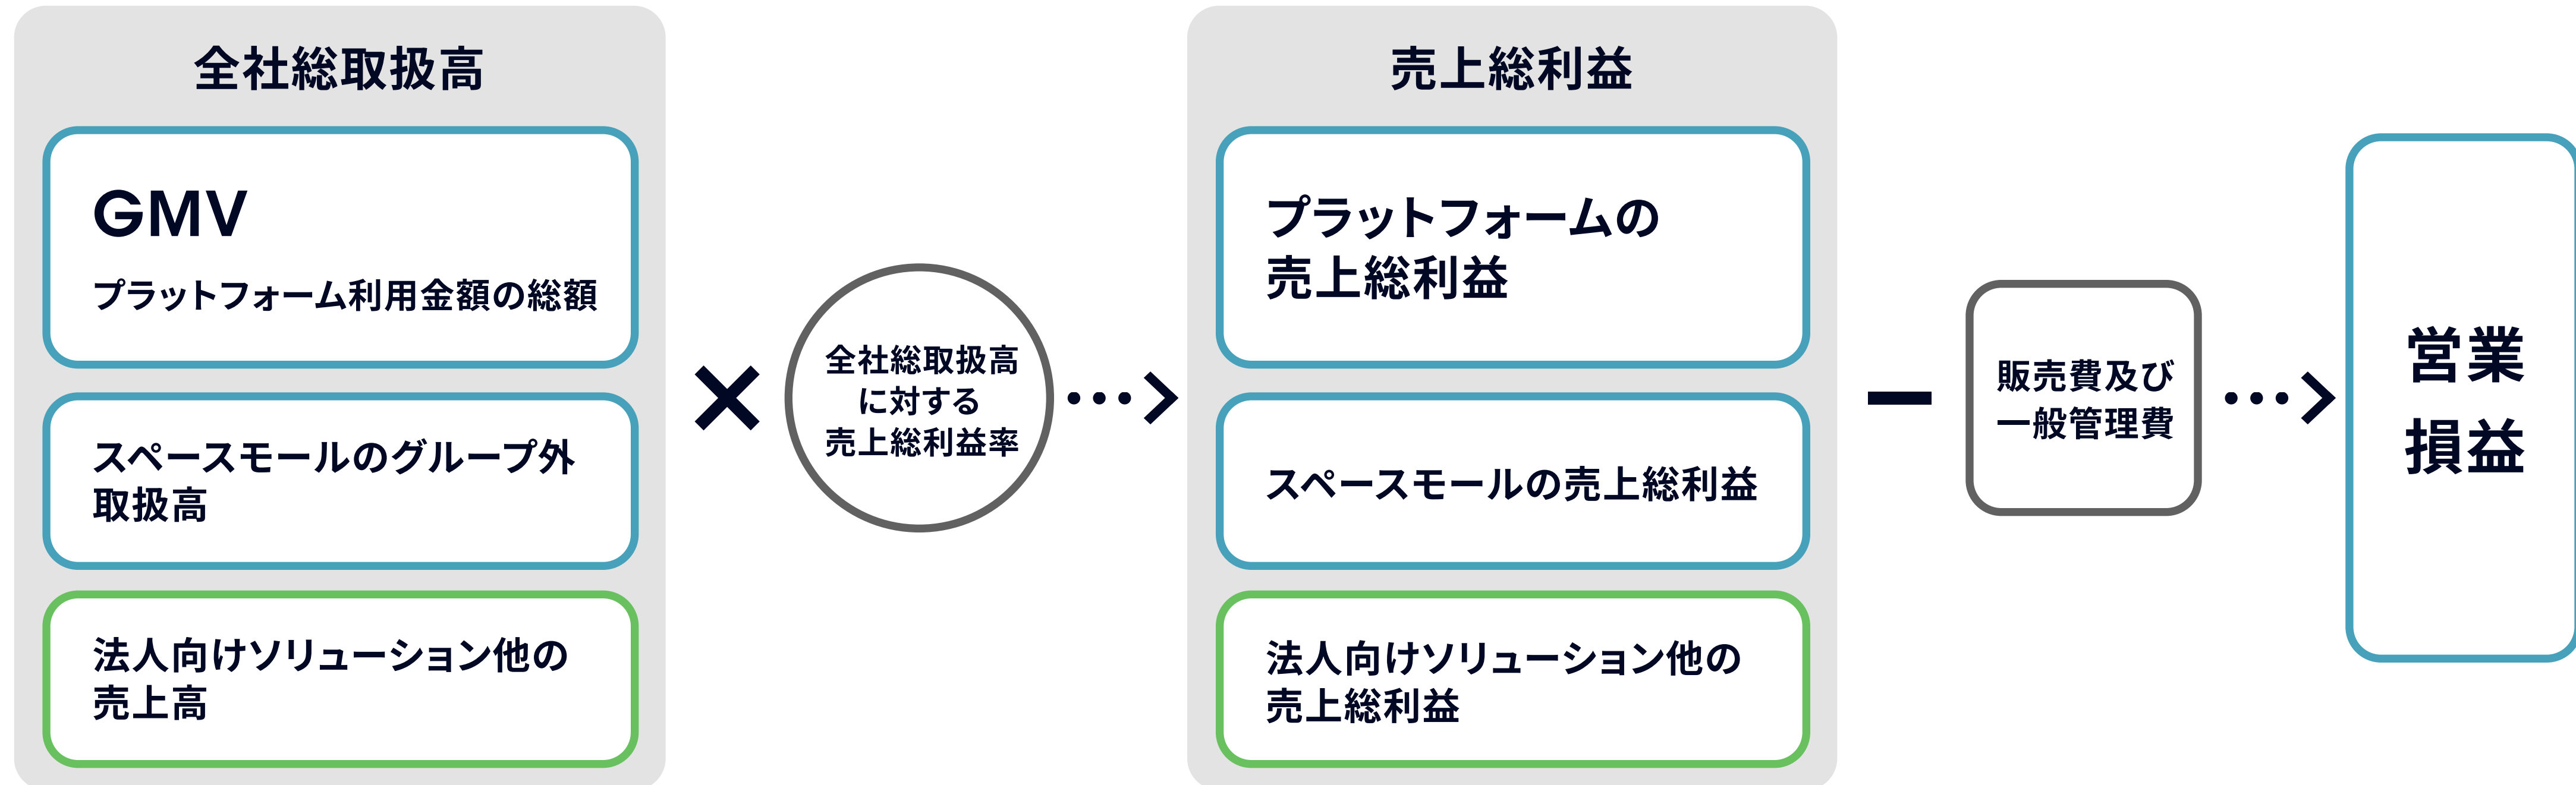 全社総取扱高
GMV
プラットフォーム利用金額の総額
スペースモールのグループ外
取扱高
法人向けソリューション他の
売上高
×
全社総取扱高
に対する
売上総利益率
売上総利益
プラットフォームの
売上総利益
スペースモールの売上総利益
法人向けソリューション他の
売上総利益
ー
販売費及び
一般管理費
営業
損益